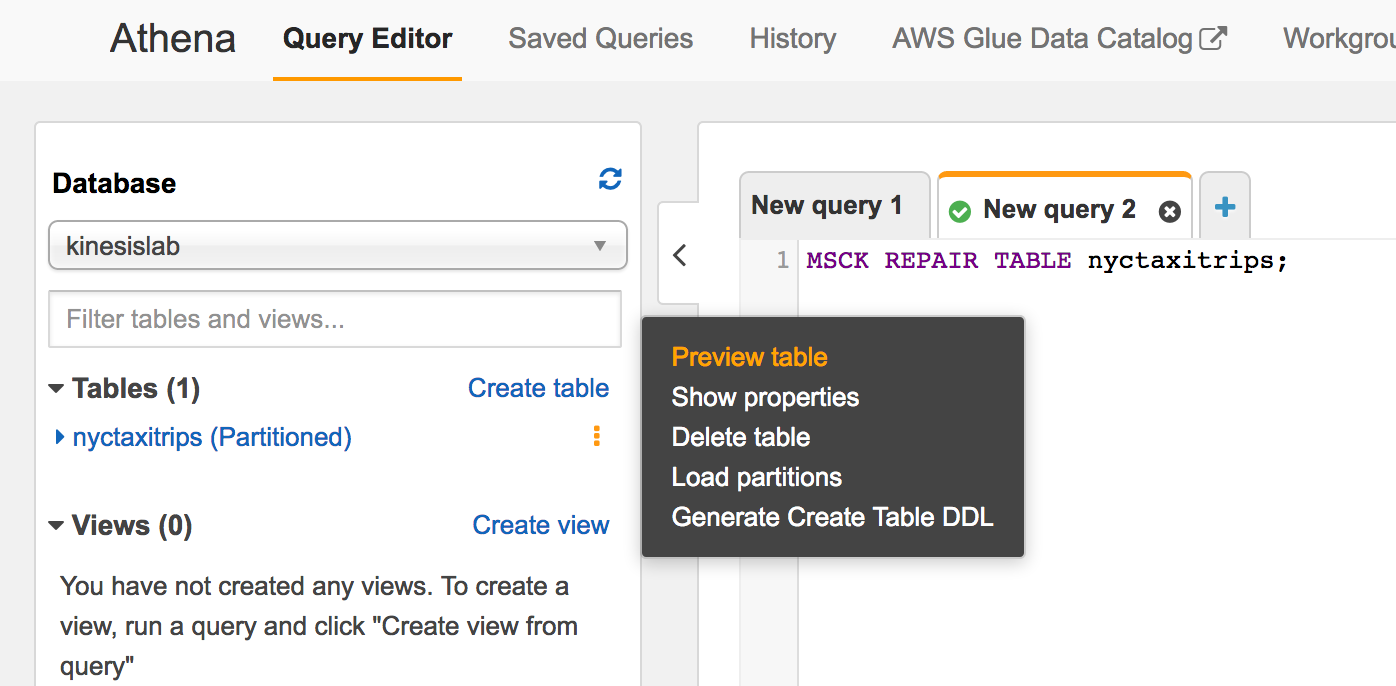 Athena
Query Editor
Saved Queries
History
AWS Glue Data Catalog
Database
kinesislab
Filter tables and views...
Tables (1)
Create table
nyctaxitrips (Partitioned)
Views (0)
Create view
You have not created any views. To create a
view, run a query and click "Create view from
query"
New query 1
New query 2
1 MSCK REPAIR TABLE nyctaxitrips;
Preview table
Show properties
Delete table
Load partitions
Generate Create Table DDL